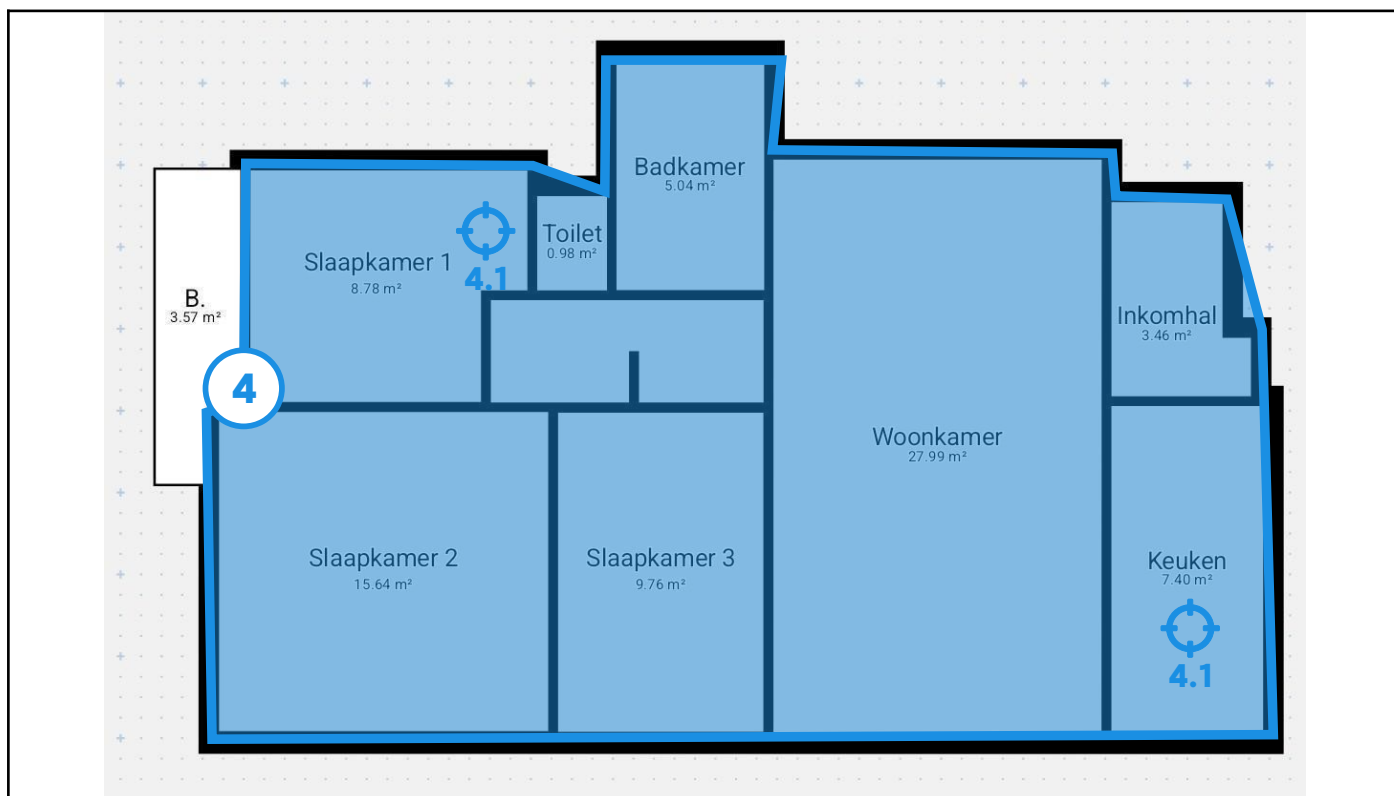 Badkamer
5.04 m²
Slaapkamer 1
8.78 m²
4.1
Toilet
0.98 m²
B.
3.57 m²
Inkomhal
3.46 m²
4
Woonkamer
27.99 m²
Slaapkamer 2
15.64 m²
Slaapkamer 3
9.76 m²
Keuken
7.40 m²
4.1